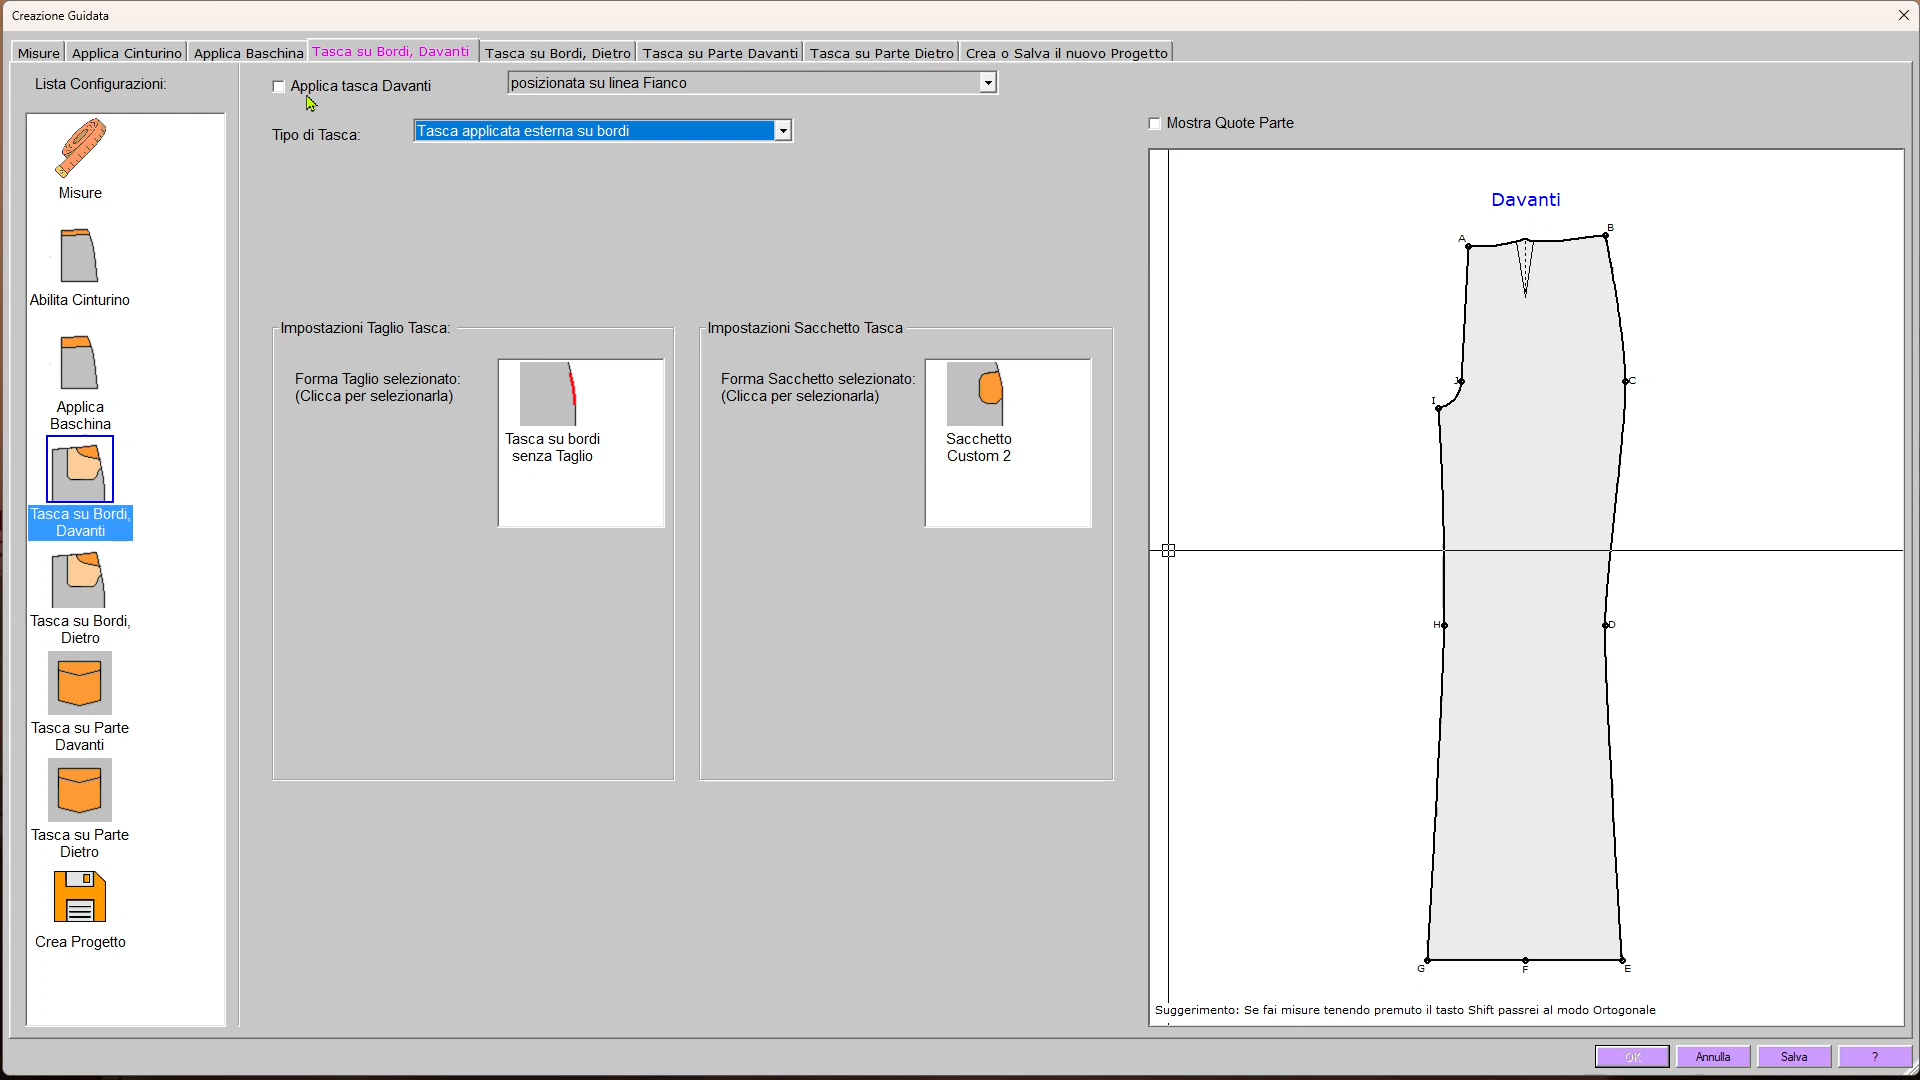 Creazione Guidata
Misure
Applica Cinturino
Applica Baschina
Tasca su Bordi, Davanti
Tasca su Bordi, Dietro
Tasca su Parte Davanti
Tasca su Parte Dietro
Crea o Salva il nuovo Progetto
Lista Configurazioni:
Misure
Abilita Cinturino
Applica
Baschina
Tasca su Bordi,
Davanti
Tasca su Bordi,
Dietro
Tasca su Parte
Davanti
Tasca su Parte
Dietro
Crea Progetto
Applica tasca Davanti
posizionata su linea Fianco
Tipo di Tasca:
Tasca applicata esterna su bordi
Impostazioni Taglio Tasca:
Forma Taglio selezionato:
(Clicca per selezionarla)
Tasca su bordi
senza Taglio
Impostazioni Sacchetto Tasca
Forma Sacchetto selezionato:
(Clicca per selezionarla)
Sacchetto
Custom 2
Mostra Quote Parte
Davanti
A
B
J
C
I
H
D
G
F
E
Suggerimento: Se fai misure tenendo premuto il tasto Shift passrei al modo Ortogonale
OK
Annulla
Salva
?